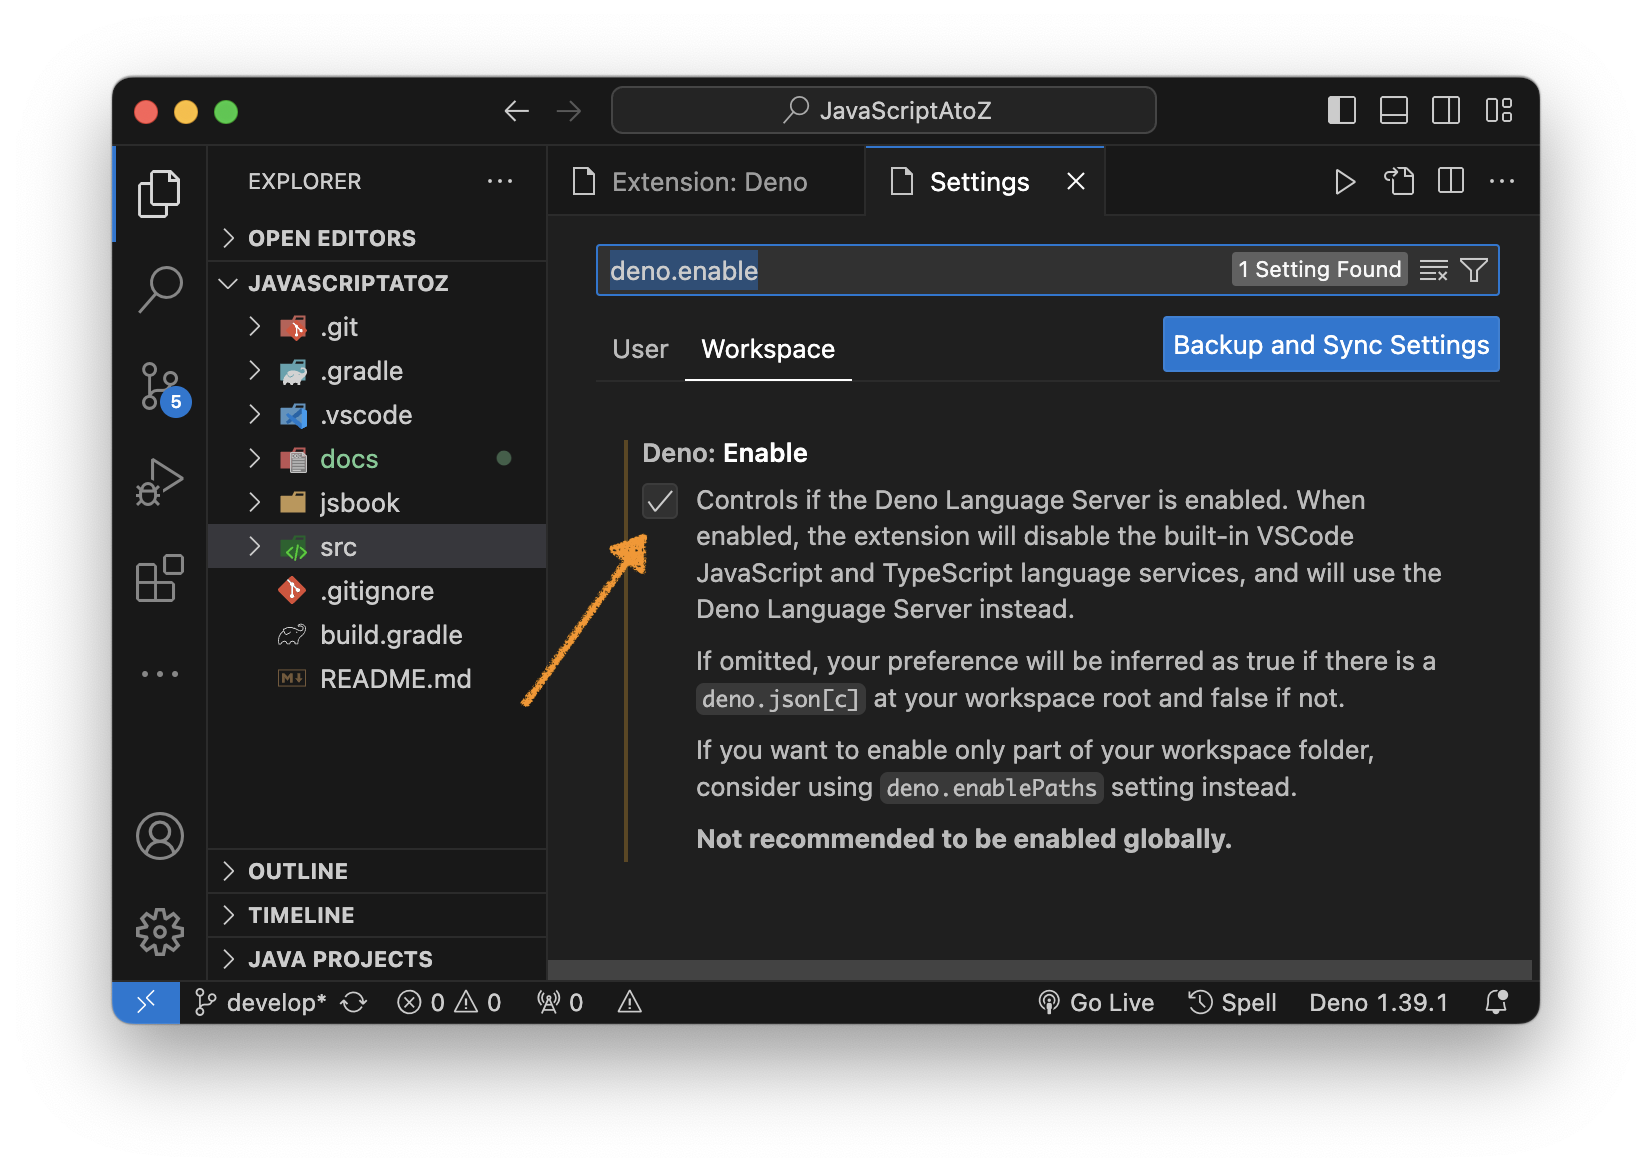 JavaScriptAtoZ
EXPLORER
OPEN EDITORS
JAVASCRIPTATOZ
.git
.gradle
.vscode
docs
jsbook
src
.gitignore
build.gradle
README.md
OUTLINE
TIMELINE
JAVA PROJECTS
5
Extension: Deno
Settings
deno.enable
1 Setting Found
User
Workspace
Backup and Sync Settings
Deno: Enable
Controls if the Deno Language Server is enabled. When
enabled, the extension will disable the built-in VSCode
JavaScript and TypeScript language services, and will use the
Deno Language Server instead.
If omitted, your preference will be inferred as true if there is a
deno.json[c] at your workspace root and false if not.
If you want to enable only part of your workspace folder,
consider using deno.enablePaths setting instead.
Not recommended to be enabled globally.
develop* 0 0 0 Go Live Spell Deno 1.39.1